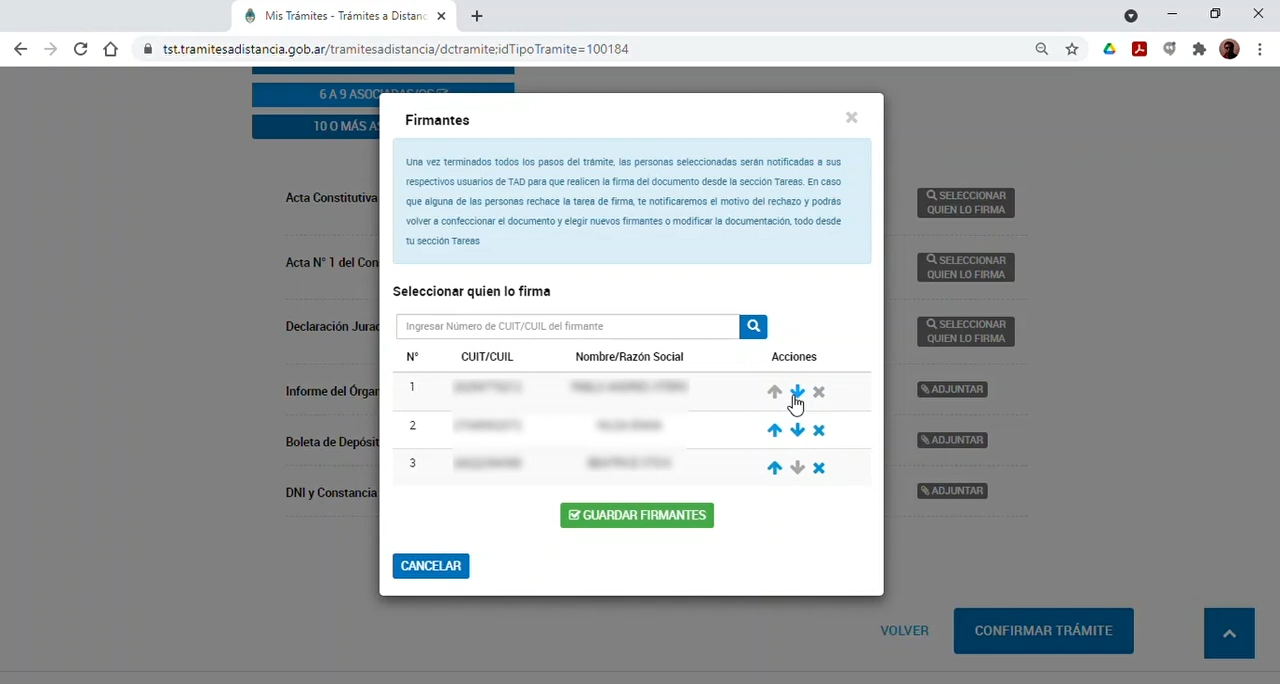 Mis Trámites - Trámites a Distanc
tst.tramitesadistancia.gob.ar/tramitesadistancia/dctramite;idTipoTramite=100184
6 A 9 ASOCIADAS/OS
10 O MÁS AS
Firmantes
Una vez terminados todos los pasos del trámite, las personas seleccionadas serán notificadas a sus
respectivos usuarios de TAD para que realicen la firma del documento desde la sección Tareas. En caso
que alguna de las personas rechace la tarea de firma, te notificaremos el motivo del rechazo y podrás
volver a confeccionar el documento y elegir nuevos firmantes o modificar la documentación, todo desde
tu sección Tareas
Seleccionar quien lo firma
Ingresar Número de CUIT/CUIL del firmante
N° CUIT/CUIL Nombre/Razón Social Acciones
1
2
3
GUARDAR FIRMANTES
CANCELAR
Acta Constitutiva
SELECCIONAR
QUIEN LO FIRMA
Acta N° 1 del Con
SELECCIONAR
QUIEN LO FIRMA
Declaración Jurad
SELECCIONAR
QUIEN LO FIRMA
Informe del Órgan
ADJUNTAR
Boleta de Depósit
ADJUNTAR
DNI y Constancia
ADJUNTAR
VOLVER
CONFIRMAR TRÁMITE